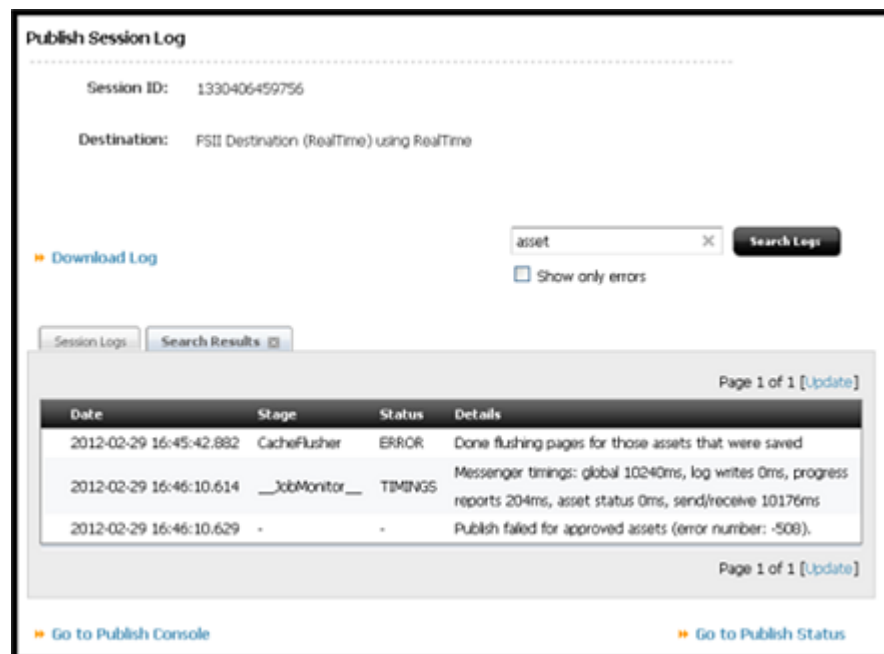 Publish Session Log
Session ID: 1330406459756
Destination: FSII Destination (RealTime) using RealTime
Download Log
asset
Search Logs
Show only errors
Session Logs
Search Results
Page 1 of 1 [Update]
Date Stage Status Details
2012-02-29 16:45:42.882 CacheFlusher ERROR Done flushing pages for those assets that were saved
2012-02-29 16:46:10.614 __JobMonitor__ TIMINGS Messenger timings: global 10240ms, log writes 0ms, progress
reports 204ms, asset status 0ms, send/receive 10176ms
2012-02-29 16:46:10.629 - - Publish failed for approved assets (error number: -508).
Page 1 of 1 [Update]
Go to Publish Console
Go to Publish Status